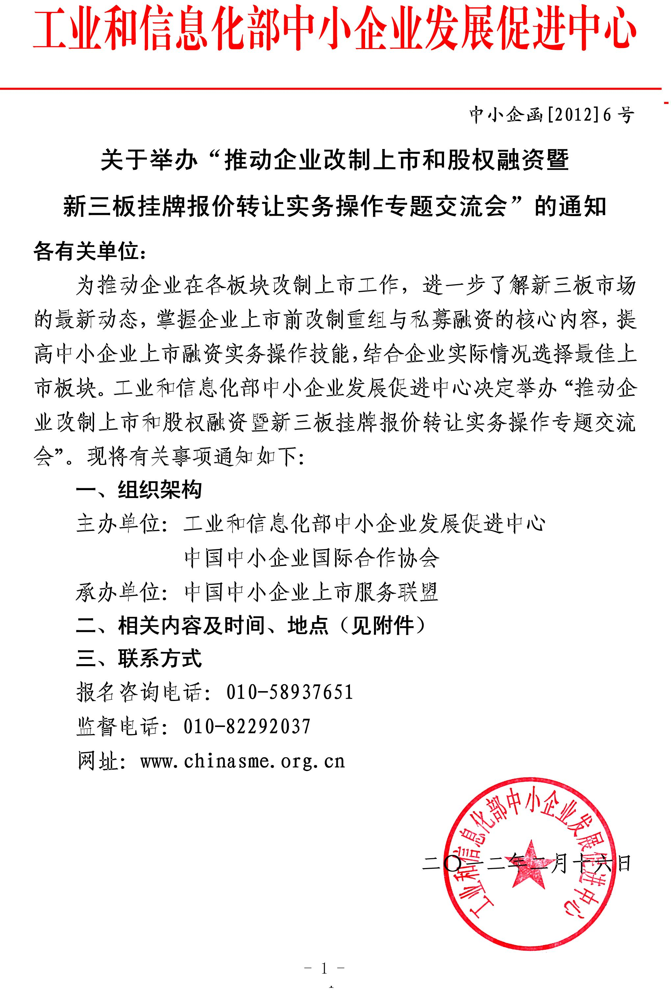 工业和信息化部中小企业发展促进中心
中小企函[2012]6 号
关于举办“推动企业改制上市和股权融资暨
新三板挂牌报价转让实务操作专题交流会”的通知
各有关单位：
为推动企业在各板块改制上市工作，进一步了解新三板市场
的最新动态，掌握企业上市前改制重组与私募融资的核心内容，提
高中小企业上市融资实务操作技能，结合企业实际情况选择最佳上
市板块。工业和信息化部中小企业发展促进中心决定举办“推动企
业改制上市和股权融资暨新三板挂牌报价转让实务操作专题交流
会”。现将有关事项通知如下：
一、组织架构
主办单位：工业和信息化部中小企业发展促进中心
中国中小企业国际合作协会
承办单位：中国中小企业上市服务联盟
二、相关内容及时间、地点（见附件）
三、联系方式
报名咨询电话：010-58937651
监督电话：010-82292037
网址：www.chinasme.org.cn
工业和信息化部中小企业发展促进中心
二〇一二年二月十六日
- 1 -